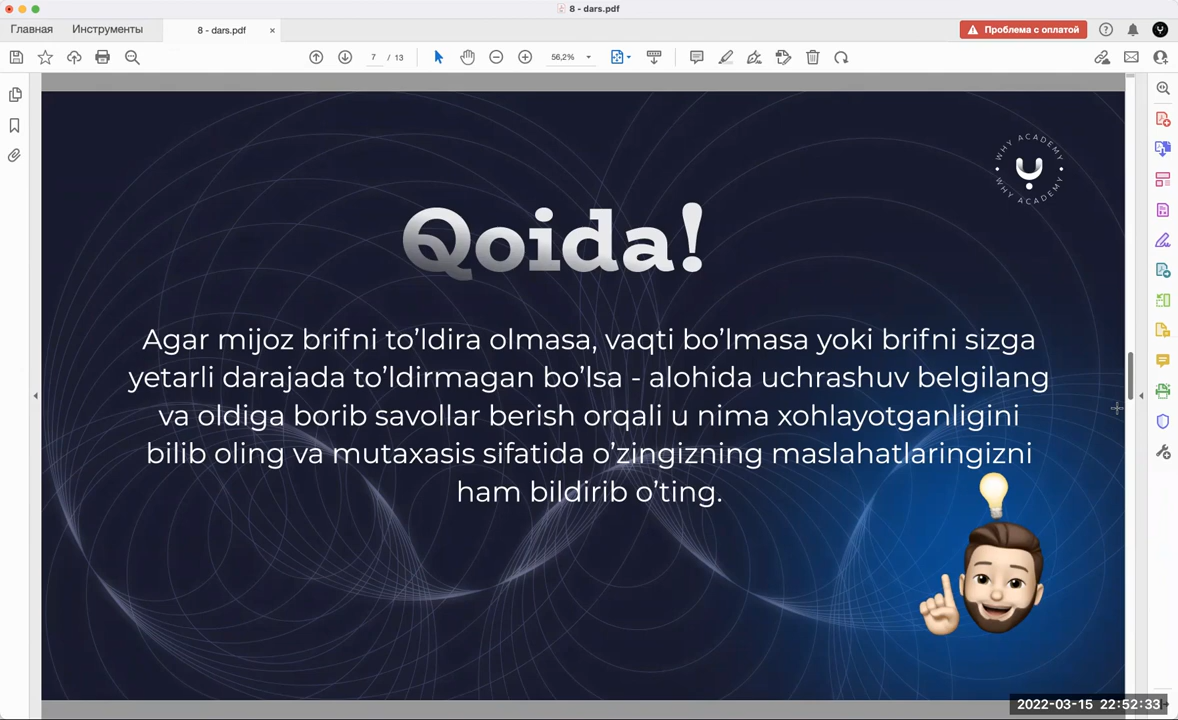 8 - dars.pdf
Главная
Инструменты
8 - dars.pdf
Проблема с оплатой
7 / 13
56,2%
WHY ACADEMY
WHY ACADEMY
Qoida!
Agar mijoz brifni to’ldira olmasa, vaqti bo’lmasa yoki brifni sizga
yetarli darajada to’ldirmagan bo’lsa - alohida uchrashuv belgilang
va oldiga borib savollar berish orqali u nima xohlayotganligini
bilib oling va mutaxasis sifatida o’zingizning maslahatlaringizni
ham bildirib o’ting.
2022-03-15 22:52:33